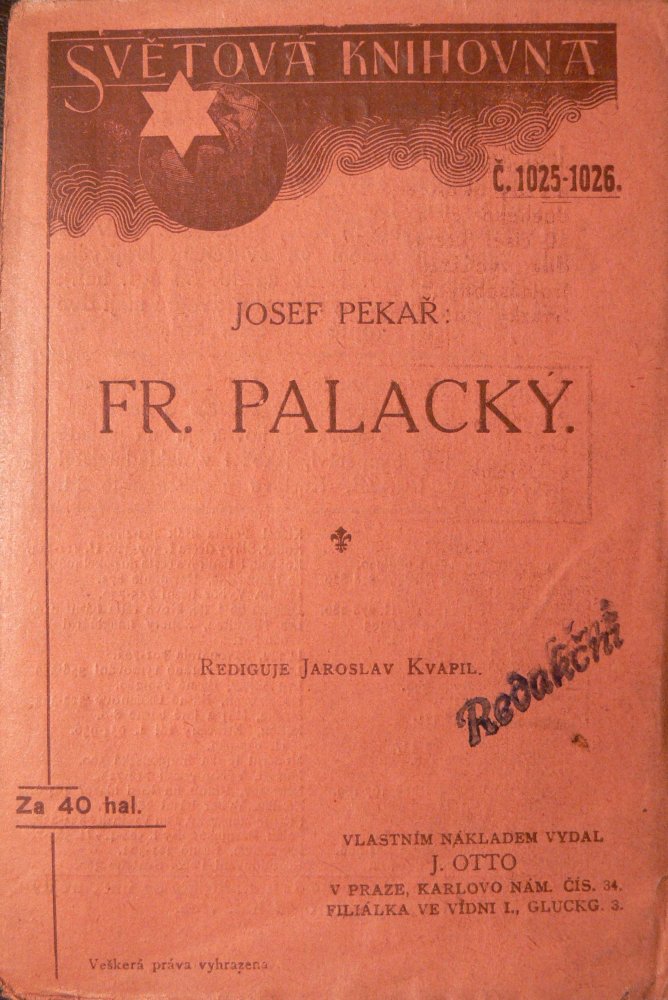 SVĚTOVÁ KNIHOVNA
Č. 1025-1026.
JOSEF PEKAŘ:
FR. PALACKÝ.
REDIGUJE JAROSLAV KVAPIL.
Redakční
Za 40 hal.
VLASTNÍM NÁKLADEM VYDAL
J. OTTO
V PRAZE, KARLOVO NÁM. ČÍS. 34.
FILIÁLKA VE VÍDNI I., GLUCKG. 3.
Veškerá práva vyhrazena